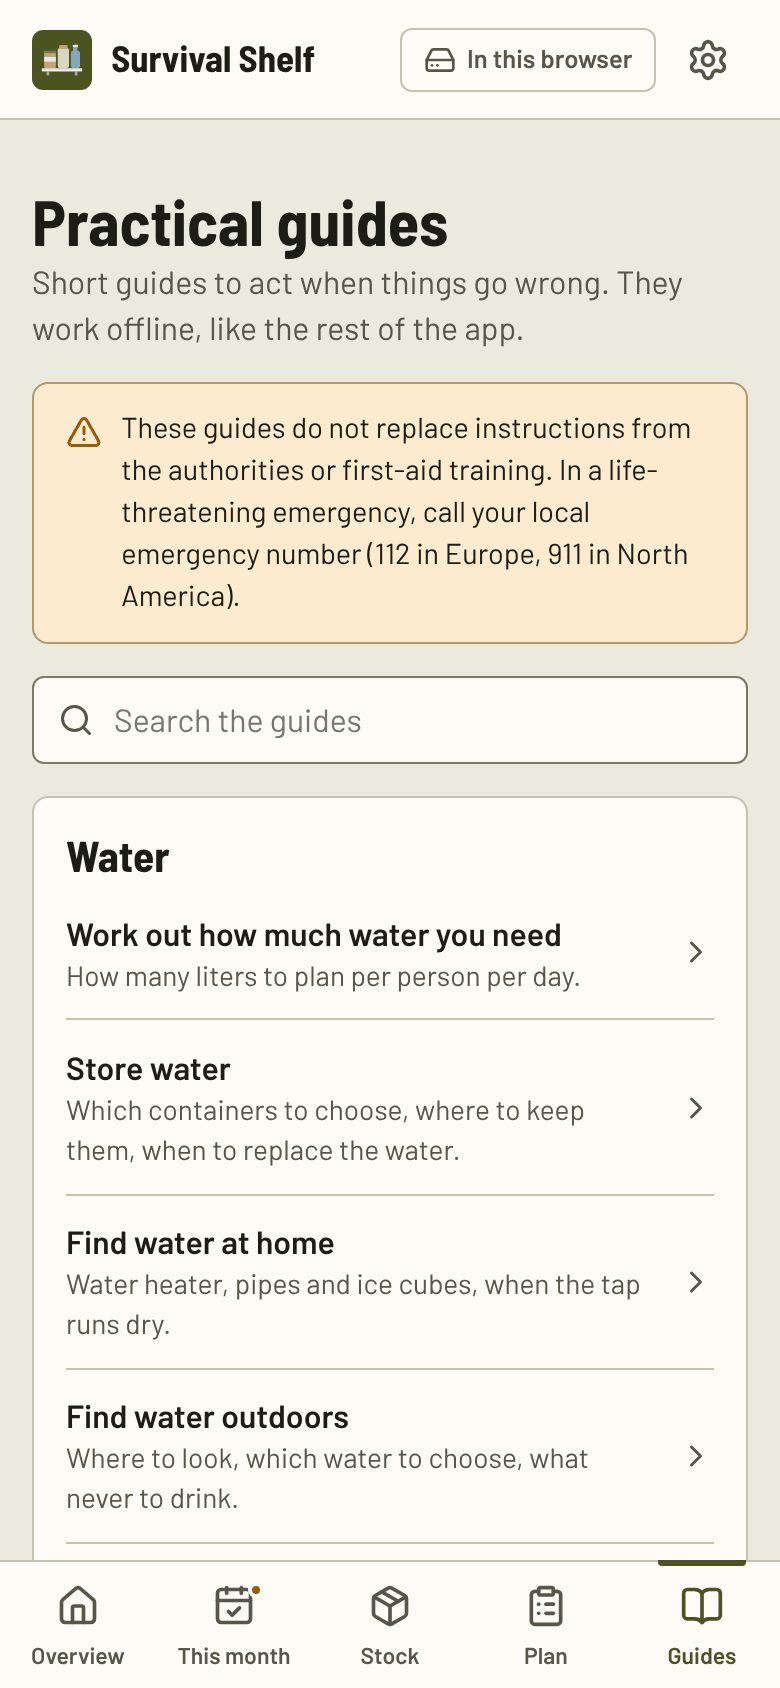 Survival Shelf
In this browser
Practical guides
Short guides to act when things go wrong. They
work offline, like the rest of the app.
These guides do not replace instructions from
the authorities or first-aid training. In a life-
threatening emergency, call your local
emergency number (112 in Europe, 911 in North
America).
Search the guides
Water
Work out how much water you need
How many liters to plan per person per day.
Store water
Which containers to choose, where to keep
them, when to replace the water.
Find water at home
Water heater, pipes and ice cubes, when the tap
runs dry.
Find water outdoors
Where to look, which water to choose, what
never to drink.
Overview
This month
Stock
Plan
Guides